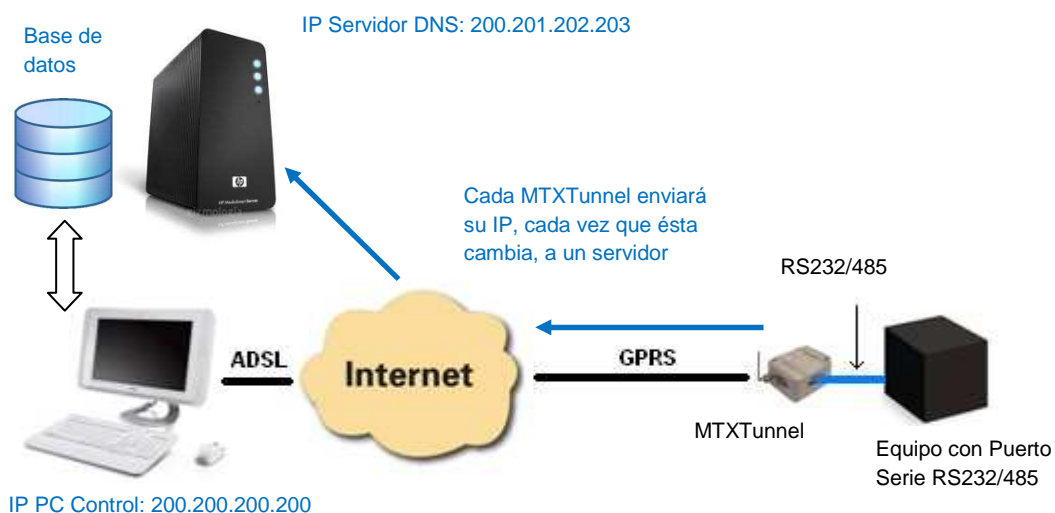 IP Servidor DNS: 200.201.202.203
Base de
datos
Cada MTXTunnel enviará
su IP, cada vez que ésta
cambia, a un servidor
RS232/485
ADSL
Internet
GPRS
MTXTunnel
Equipo con Puerto
Serie RS232/485
IP PC Control: 200.200.200.200